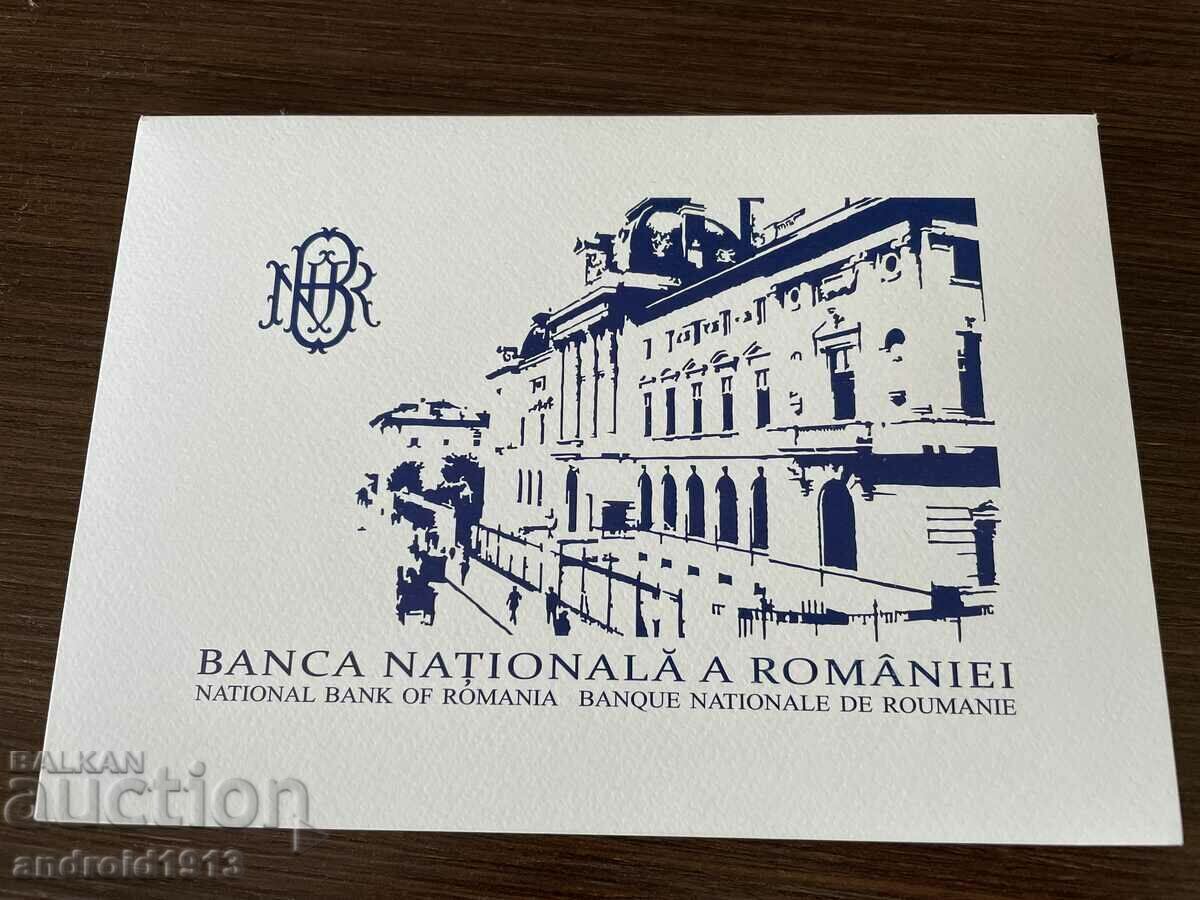 BNR
BANCA NAȚIONALĂ A ROMÂNIEI
NATIONAL BANK OF ROMANIA BANQUE NATIONALE DE ROUMANIE
BALKAN
auction
android1913